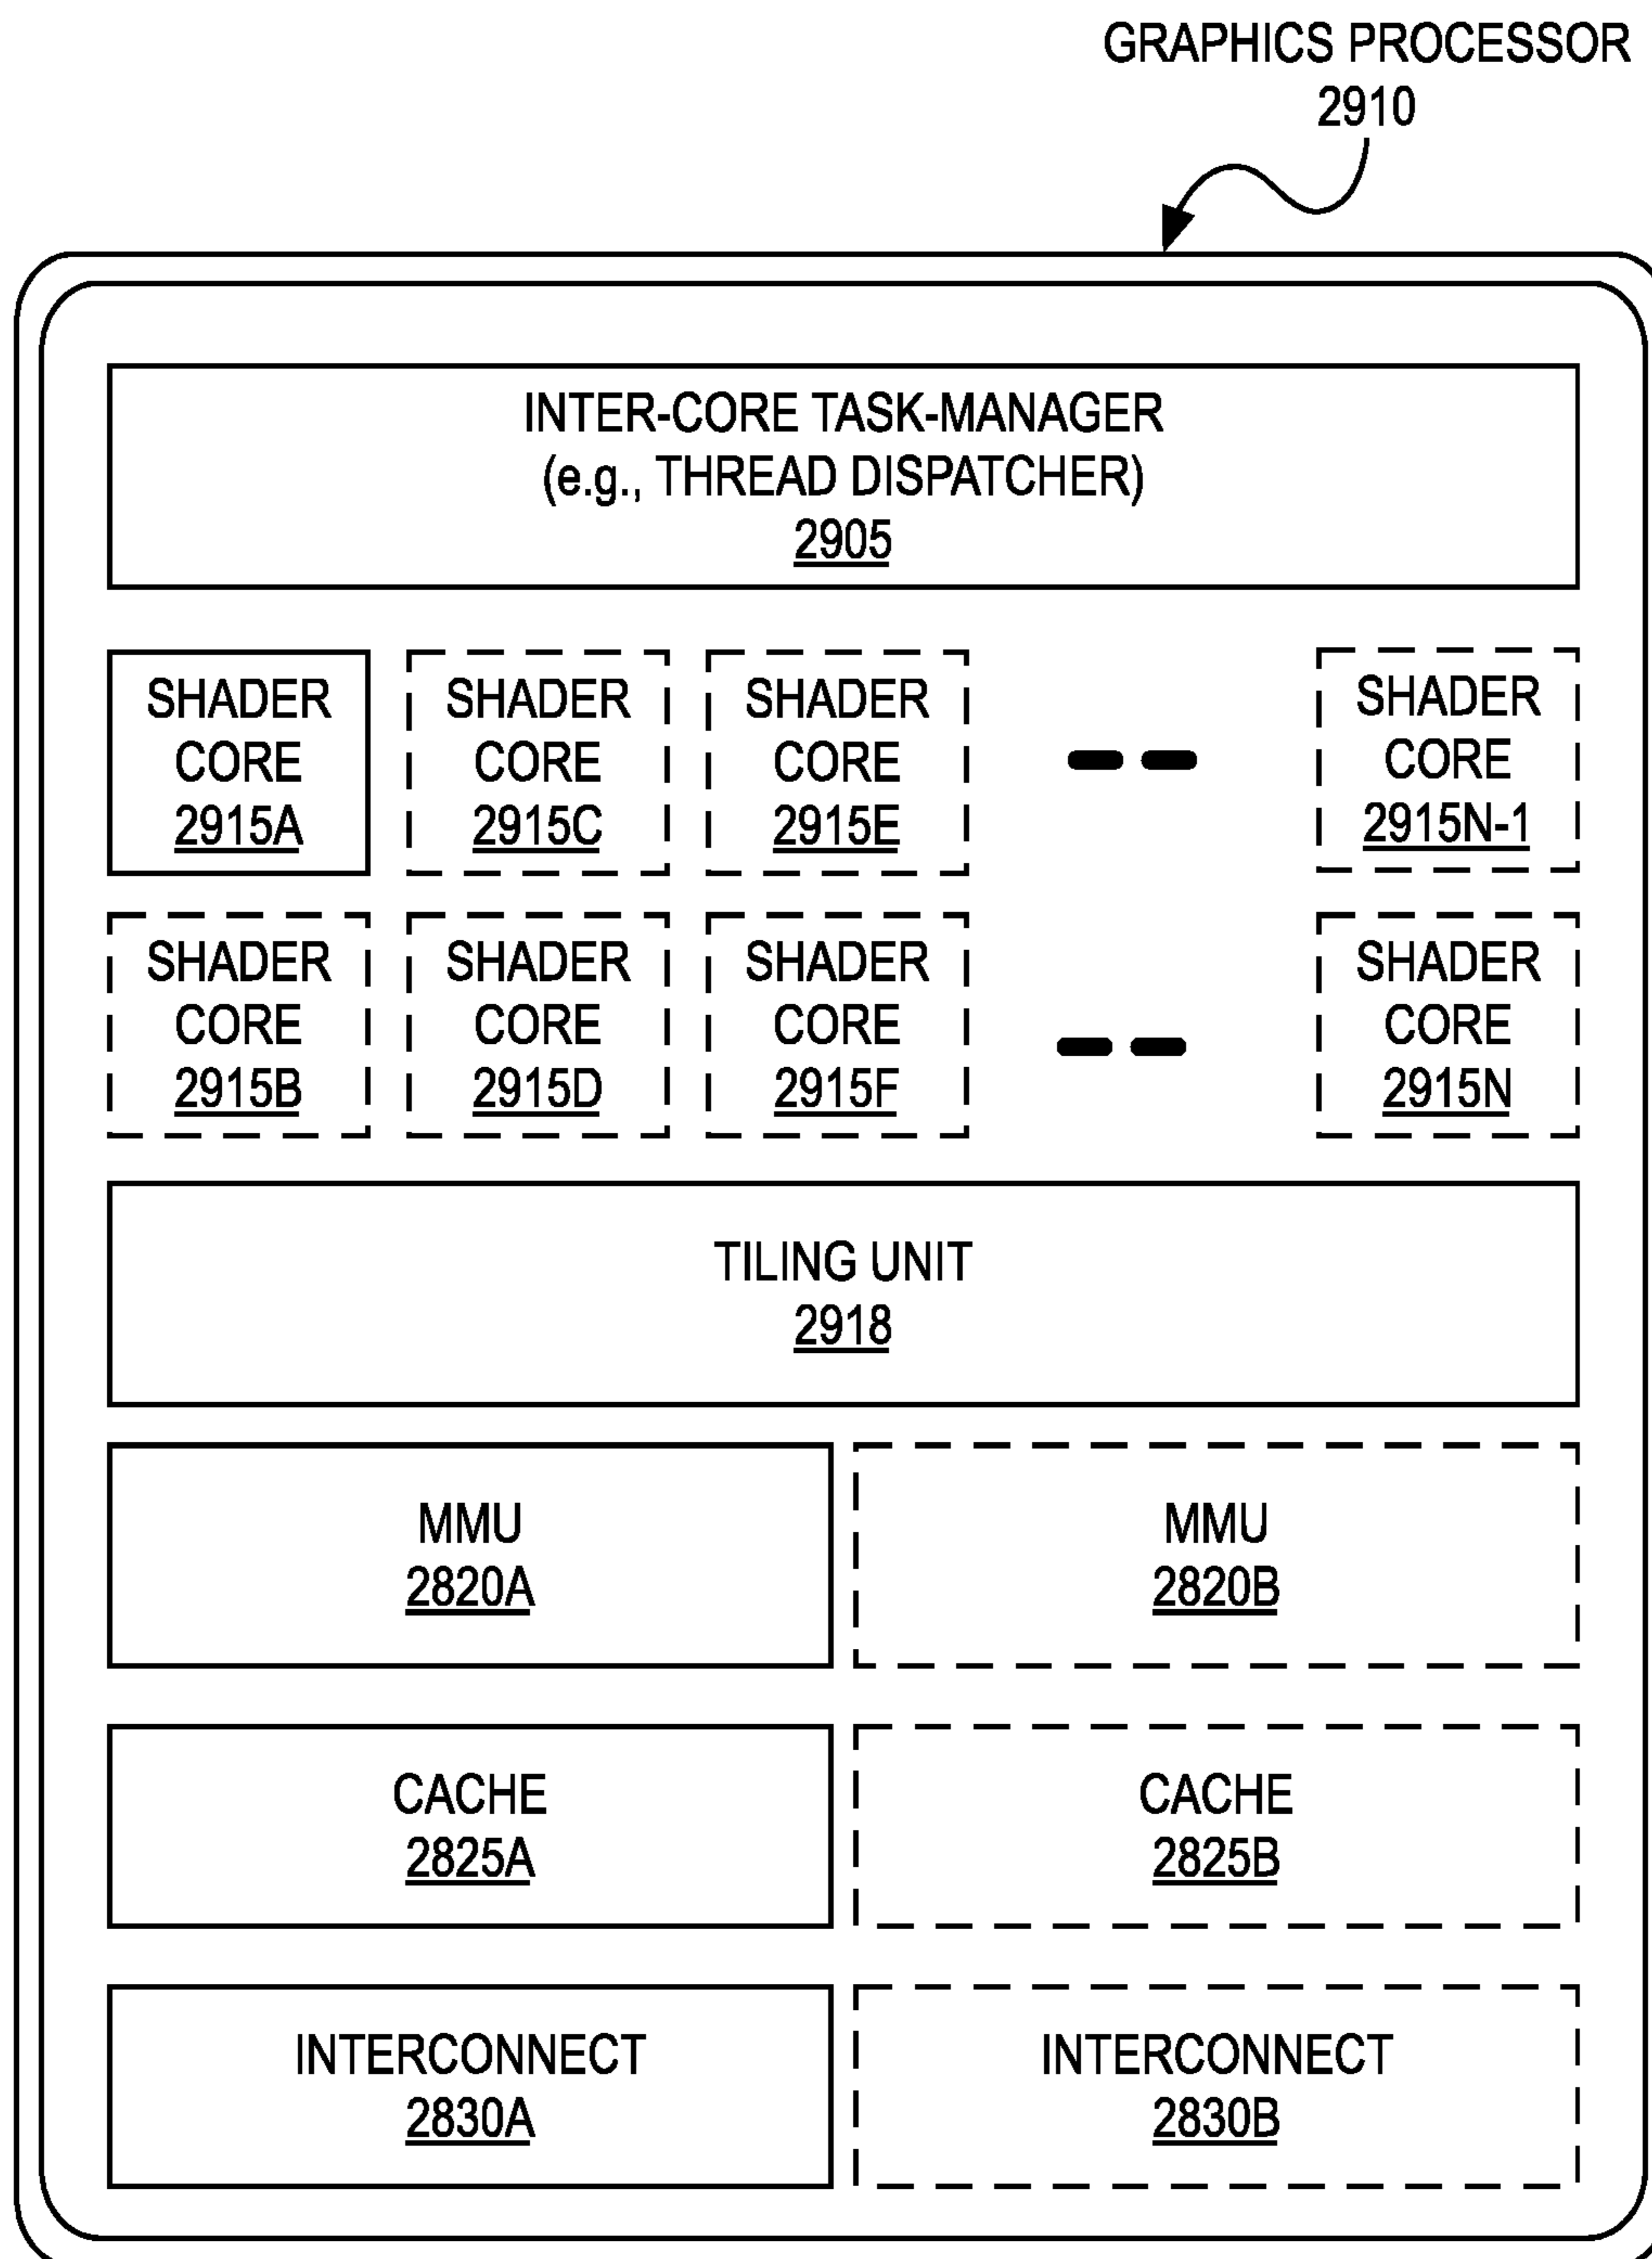 GRAPHICS PROCESSOR
2910
INTER-CORE TASK-MANAGER
(e.g., THREAD DISPATCHER)
2905
SHADER
CORE
2915A
SHADER
CORE
2915C
SHADER
CORE
2915E
SHADER
CORE
2915N-1
SHADER
CORE
2915B
SHADER
CORE
2915D
SHADER
CORE
2915F
SHADER
CORE
2915N
TILING UNIT
2918
MMU
2820A
MMU
2820B
CACHE
2825A
CACHE
2825B
INTERCONNECT
2830A
INTERCONNECT
2830B